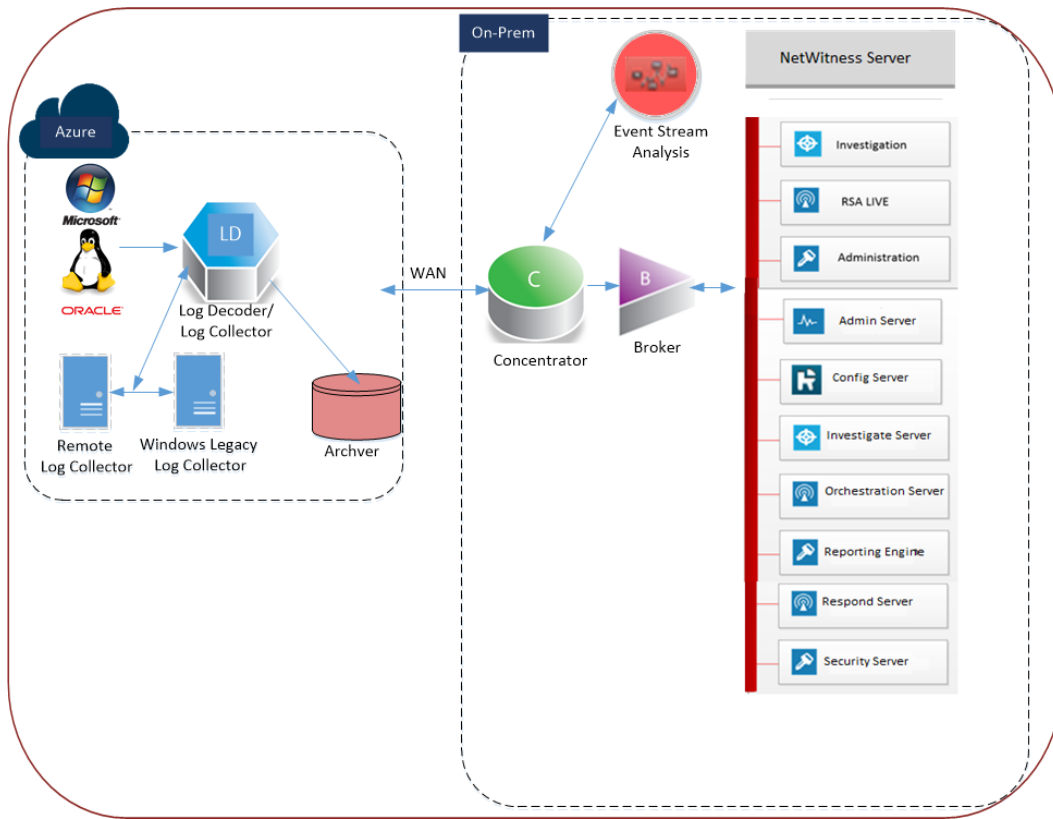 On-Prem
NetWitness Server
Azure
Event Stream
Analysis
Investigation
Microsoft
RSA LIVE
LD
WAN
C
B
Administration
ORACLE
Log Decoder/
Log Collector
Admin Server
Concentrator
Broker
Config Server
Remote
Log Collector
Windows Legacy
Log Collector
Archver
Investigate Server
Orchestration Server
Reporting Engine
Respond Server
Security Server